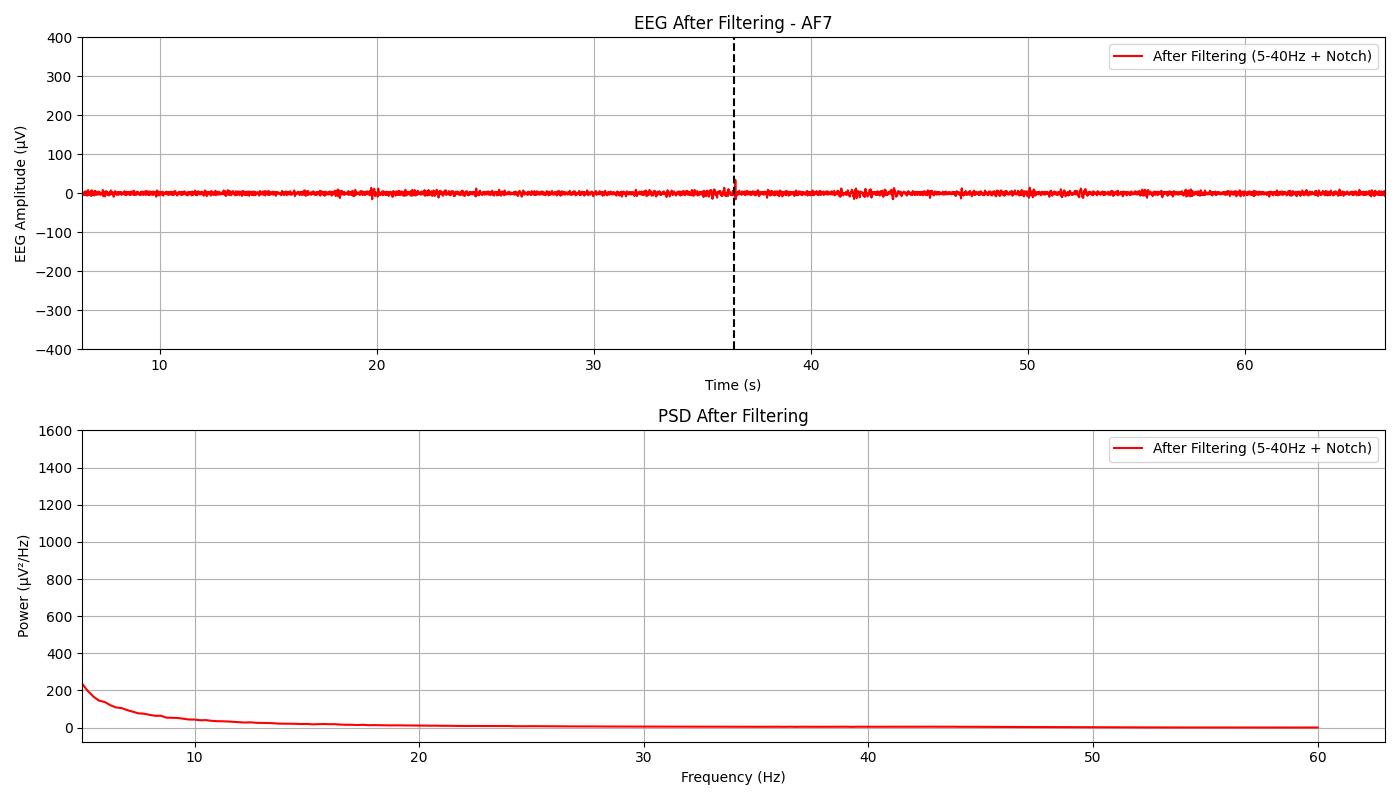 EEG After Filtering - AF7
400
300
200
100
0
−100
−200
−300
−400
EEG Amplitude (μV)
After Filtering (5-40Hz + Notch)
10 20 30 40 50 60
Time (s)
PSD After Filtering
1600
1400
1200
1000
800
600
400
200
0
Power (μV²/Hz)
After Filtering (5-40Hz + Notch)
10 20 30 40 50 60
Frequency (Hz)